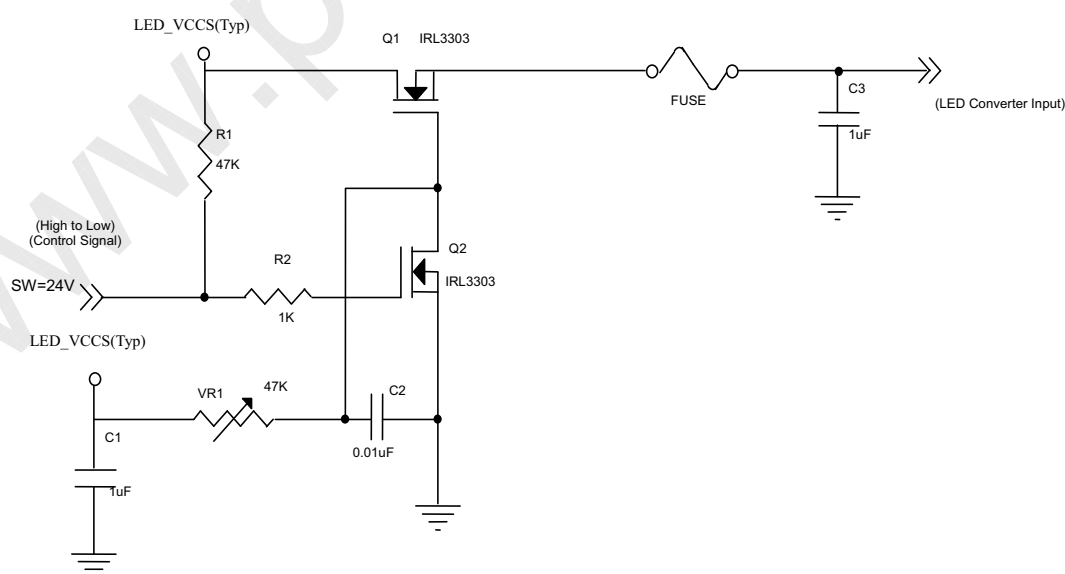 LED_VCCS(Typ)
Q1 IRL3303
FUSE
C3
(LED Converter Input)
1uF
R1
47K
(High to Low)
(Control Signal)
SW=24V
R2
1K
Q2
IRL3303
LED_VCCS(Typ)
VR1
47K
C2
0.01uF
C1
1uF